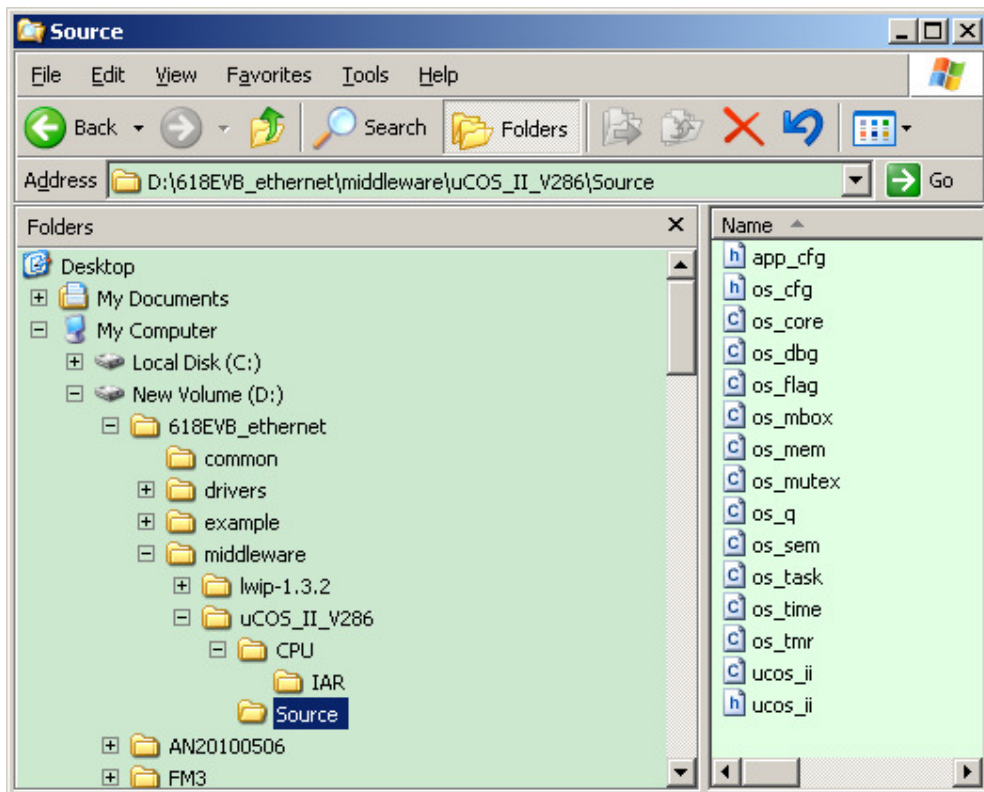 Source
File Edit View Favorites Tools Help
Back Search Folders
Address D:\618EVB_ethernet\middleware\uCOS_II_V286\Source Go
Folders
Desktop
My Documents
My Computer
Local Disk (C:)
New Volume (D:)
618EVB_ethernet
common
drivers
example
middleware
lwip-1.3.2
uCOS_II_V286
CPU
IAR
Source
AN20100506
FM3
Name
h app_cfg
h os_cfg
c os_core
c os_dbg
c os_flag
c os_mbox
c os_mem
c os_mutex
c os_q
c os_sem
c os_task
c os_time
c os_tmr
c ucos_ii
h ucos_ii